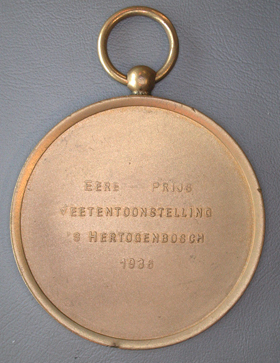 EERE - PRIJS
VEETENTOONSTELLING
'S HERTOGENBOSCH